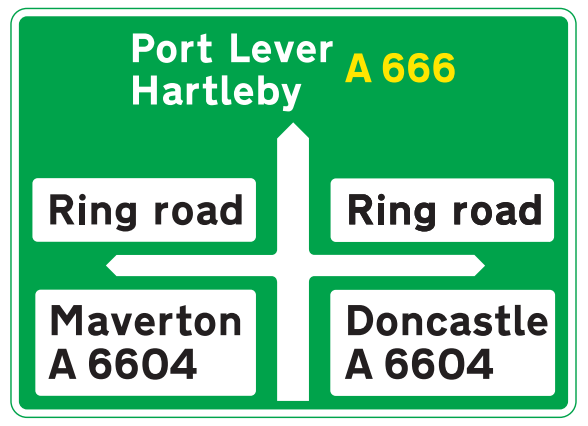 Port Lever
Hartleby
A 666
Ring road
Ring road
Maverton
A 6604
Doncastle
A 6604